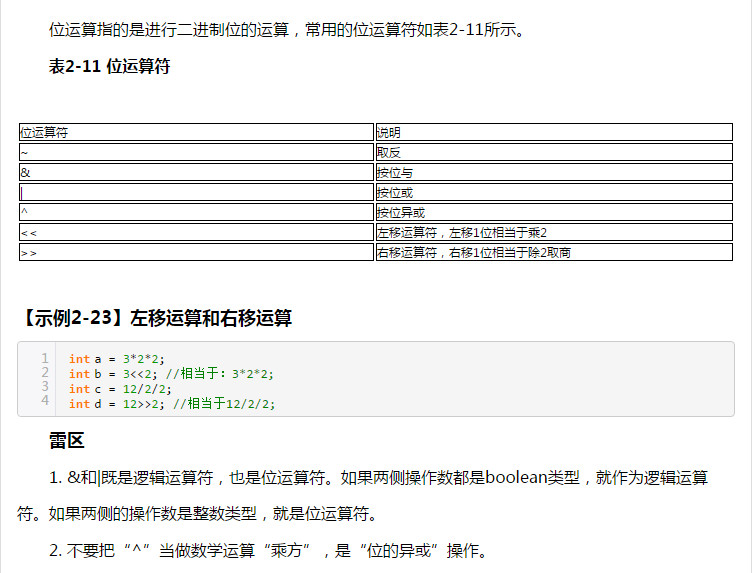 位运算指的是进行二进制位的运算，常用的位运算符如表2-11所示。
表2-11 位运算符
位运算符 说明
~ 取反
& 按位与
| 按位或
^ 按位异或
<< 左移运算符，左移1位相当于乘2
>> 右移运算符，右移1位相当于除2取商
【示例2-23】左移运算和右移运算
1 int a = 3*2*2;
2 int b = 3<<2; //相当于：3*2*2;
3 int c = 12/2/2;
4 int d = 12>>2; //相当于12/2/2;
雷区
1. &和|既是逻辑运算符，也是位运算符。如果两侧操作数都是boolean类型，就作为逻辑运算
符。如果两侧的操作数是整数类型，就是位运算符。
2. 不要把“^”当做数学运算“乘方”，是“位的异或”操作。